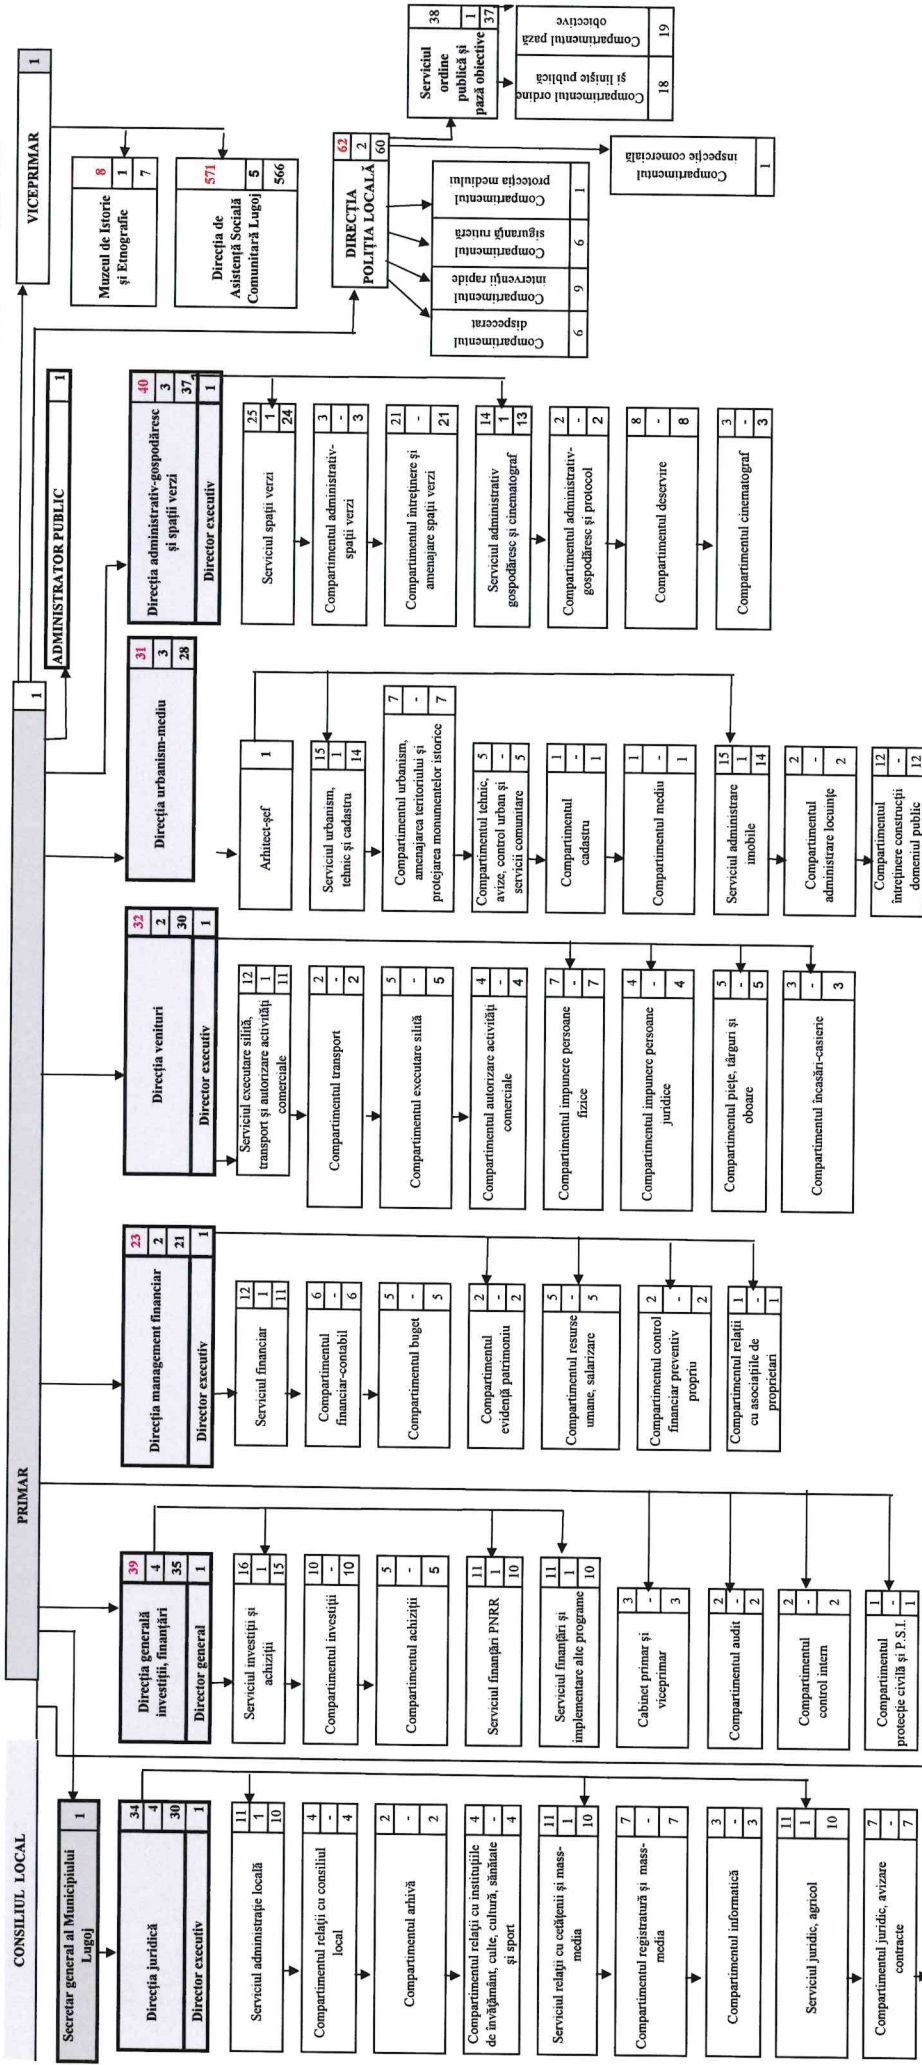 CONSILIUL LOCAL
PRIMAR
1
VICEPRIMAR
1
ADMINISTRATOR PUBLIC
1
Secretar general al Municipiului
Lugoj
1
Direcția juridică
34
4
30
Director executiv
1
Serviciul administrație locală
11
1
10
Compartimentul relații cu consiliul
local
4
-
4
Compartimentul arhivă
2
-
2
Compartimentul relații cu instituțiile
de învățământ, culte, cultură, sănătate
și sport
4
-
4
Serviciul relații cu cetățenii și mass-
media
11
1
10
Compartimentul registratură și mass-
media
7
-
7
Compartimentul informatică
3
-
3
Serviciul juridic, agricol
11
1
10
Compartimentul juridic, avizare
contracte
7
-
7
Direcția generală
investiții, finanțări
39
4
35
Director general
1
Serviciul investiții și
achiziții
16
1
15
Compartimentul investiții
10
-
10
Compartimentul achiziții
5
-
5
Serviciul finanțări PNRR
11
1
10
Serviciul finanțări și
implementare alte programe
11
1
10
Cabinet primar și
viceprimar
3
-
3
Compartimentul audit
2
-
2
Compartimentul
control intern
2
-
2
Compartimentul
protecție civilă și P.S.I.
1
-
1
Direcția management financiar
23
2
21
Director executiv
1
Serviciul financiar
12
1
11
Compartimentul
financiar-contabil
6
-
6
Compartimentul buget
5
-
5
Compartimentul
evidență patrimoniu
2
-
2
Compartimentul resurse
umane, salarizare
5
-
5
Compartimentul control
financiar preventiv
propriu
2
-
2
Compartimentul relații
cu asociațiile de
proprietari
1
-
1
Direcția venituri
32
2
30
Director executiv
1
Serviciul executare silită,
transport și autorizare activități
comerciale
12
1
11
Compartimentul transport
2
-
2
Compartimentul executare silită
5
-
5
Compartimentul autorizare activități
comerciale
4
-
4
Compartimentul impunere persoane
fizice
7
-
7
Compartimentul impunere persoane
juridice
4
-
4
Compartimentul piețe, târguri și
oboare
5
-
5
Compartimentul încasări-casierie
3
-
3
Direcția urbanism-mediu
31
3
28
Arhitect-șef
1
Serviciul urbanism,
tehnic și cadastru
15
1
14
Compartimentul urbanism,
amenajarea teritoriului și
protejarea monumentelor istorice
7
-
7
Compartimentul tehnic,
avize, control urban și
servicii comunitare
5
-
5
Compartimentul
cadastru
1
-
1
Compartimentul mediu
1
-
1
Serviciul administrare
imobile
15
1
14
Compartimentul
administrare locuințe
2
-
2
Compartimentul
întreținere construcții
domeniul public
12
-
12
Direcția administrativ-gospodăresc
și spații verzi
40
3
37
Director executiv
1
Serviciul spații verzi
25
1
24
Compartimentul administrativ-
spații verzi
3
-
3
Compartimentul întreținere și
amenajare spații verzi
21
-
21
Serviciul administrativ
gospodăresc și cinematograf
14
1
13
Compartimentul administrativ-
gospodăresc și protocol
2
-
2
Compartimentul deservire
8
-
8
Compartimentul cinematograf
3
-
3
Muzeul de Istorie
și Etnografie
8
1
7
Direcția de
Asistență Socială
Comunitară Lugoj
571
5
566
DIRECȚIA
POLIȚIA LOCALĂ
62
2
60
Compartimentul
dispecerat
6
Compartimentul
intervenții rapide
9
Compartimentul
siguranță rutieră
6
Compartimentul
protecția mediului
1
Compartimentul
inspecție comercială
1
Serviciul
ordine
publică și
pază obiective
38
1
37
Compartimentul ordine
și liniște publică
18
Compartimentul pază
obiective
19